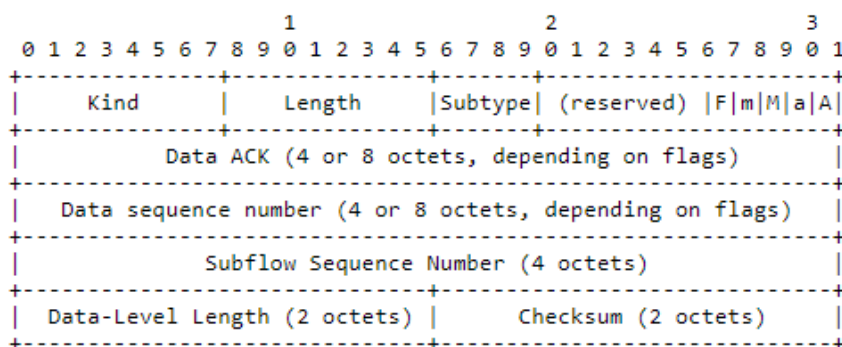 1 2 3
0 1 2 3 4 5 6 7 8 9 0 1 2 3 4 5 6 7 8 9 0 1 2 3 4 5 6 7 8 9 0 1
+---------------+---------------+-------+----------------------+
| Kind | Length |Subtype| (reserved) |F|m|M|a|A|
+---------------+---------------+-------+----------------------+
| Data ACK (4 or 8 octets, depending on flags) |
+--------------------------------------------------------------+
| Data sequence number (4 or 8 octets, depending on flags) |
+--------------------------------------------------------------+
| Subflow Sequence Number (4 octets) |
+-------------------------------+------------------------------+
| Data-Level Length (2 octets) | Checksum (2 octets) |
+-------------------------------+------------------------------+